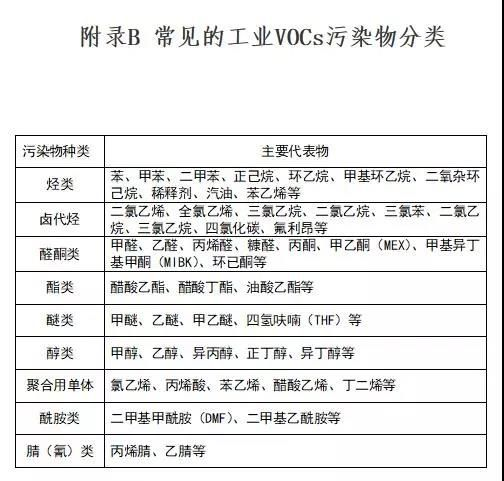 附录B 常见的工业VOCs污染物分类
污染物种类 主要代表物
烃类 苯、甲苯、二甲苯、正己烷、环乙烷、甲基环乙烷、二氧杂环
己烷、稀释剂、汽油、苯乙烯等
卤代烃 二氯乙烯、全氯乙烯、三氯乙烷、二氯乙烷、三氯苯、二氯乙
烷、三氯乙烷、四氯化碳、氟利昂等
醛酮类 甲醛、乙醛、丙烯醛、糠醛、丙酮、甲乙酮（MEX）、甲基异丁
基甲酮（MIBK）、环已酮等
酯类 醋酸乙酯、醋酸丁酯、油酸乙酯等
醚类 甲醚、乙醚、甲乙醚、四氢呋喃（THF）等
醇类 甲醇、乙醇、异丙醇、正丁醇、异丁醇等
聚合用单体 氯乙烯、丙烯酸、苯乙烯、醋酸乙烯、丁二烯等
酰胺类 二甲基甲酰胺（DMF）、二甲基乙酰胺等
腈（氰）类 丙烯腈、乙腈等